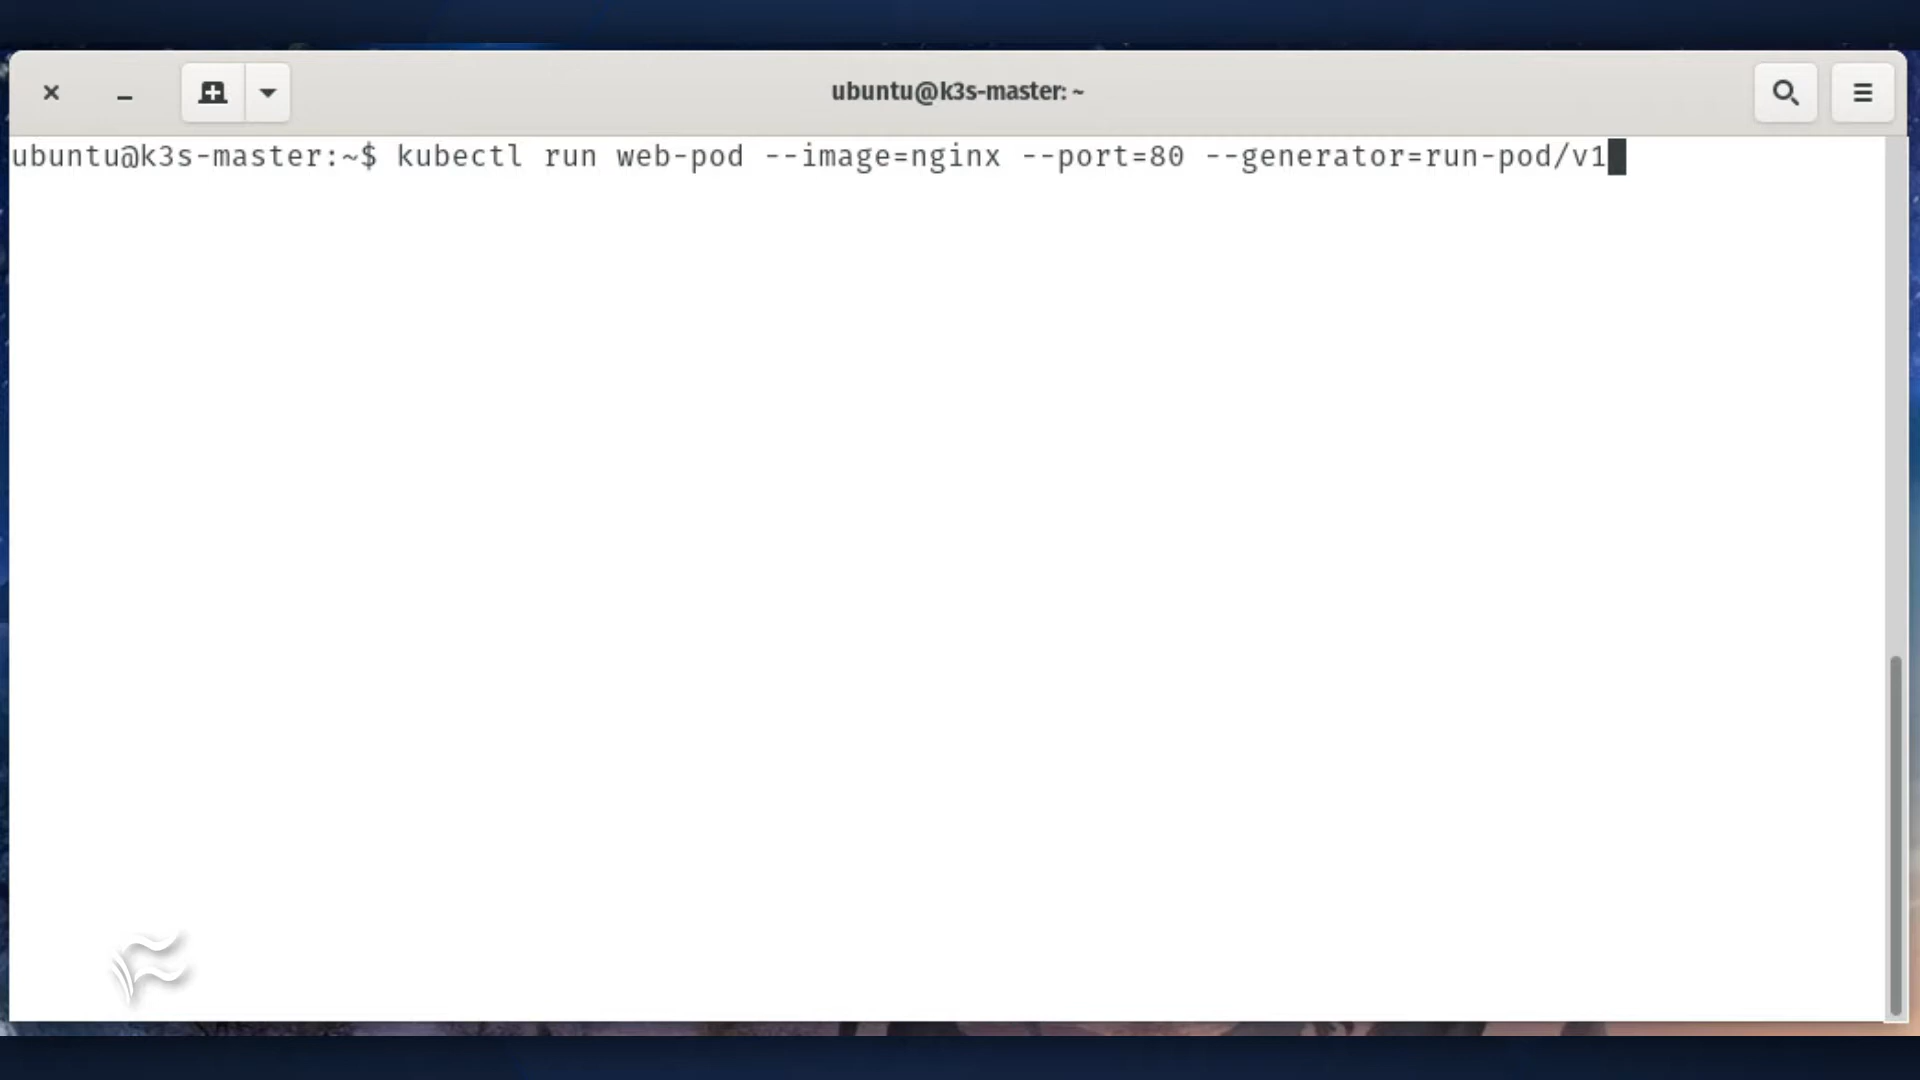 ubuntu@k3s-master: ~
ubuntu@k3s-master:~$ kubectl run web-pod --image=nginx --port=80 --generator=run-pod/v1